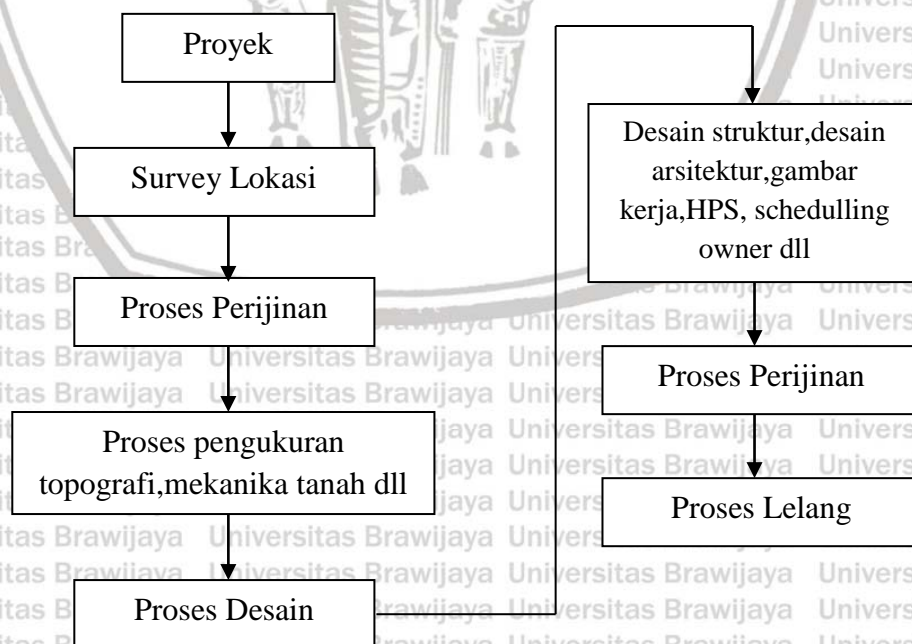 Proyek
Survey Lokasi
Proses Perijinan
Proses pengukuran
topografi,mekanika tanah dll
Proses Desain
Desain struktur,desain
arsitektur,gambar
kerja,HPS, schedulling
owner dll
Proses Perijinan
Proses Lelang